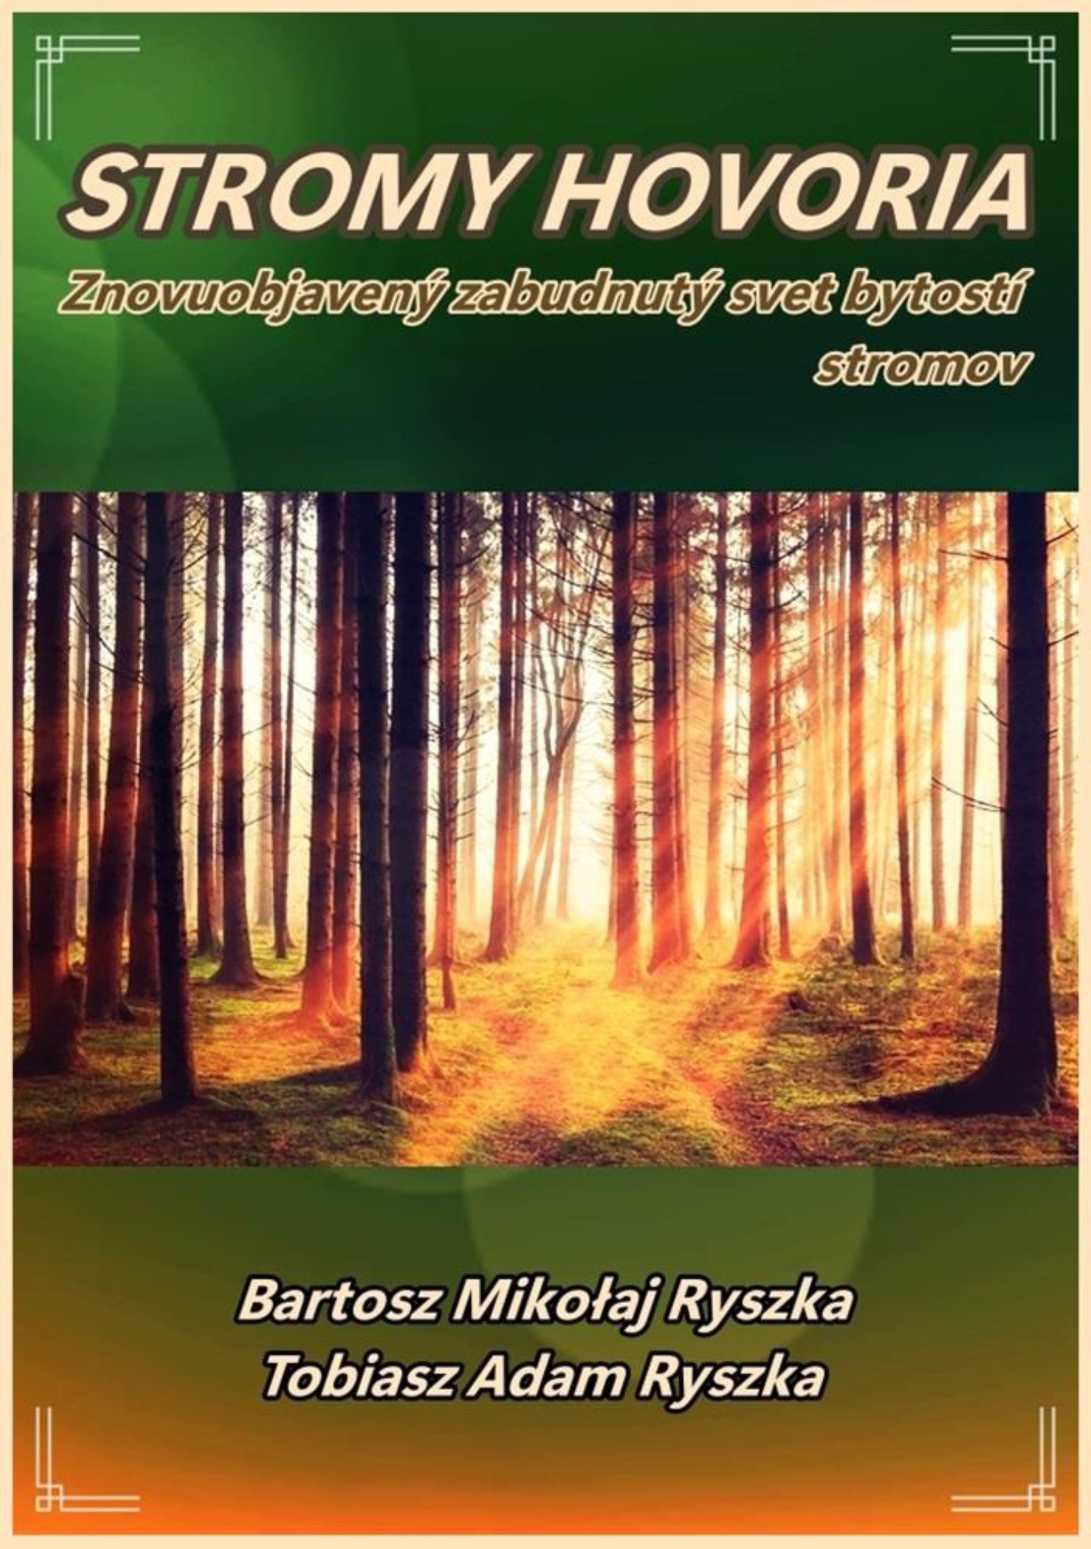 STROMY HOVORIA
Znovuobjavený zabudnutý svet bytostí
stromov
Bartosz Mikołaj Ryszka
Tobiasz Adam Ryszka